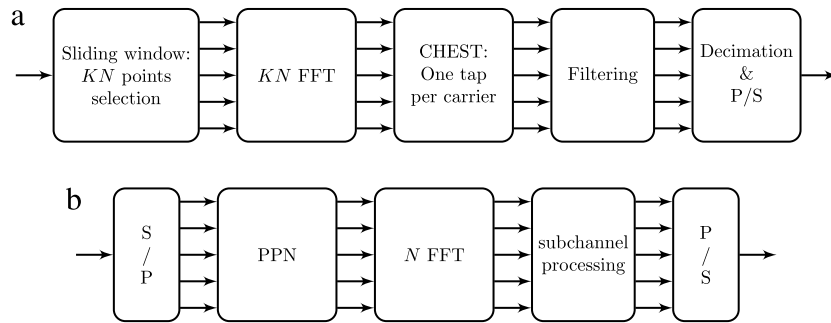 a
Sliding window:
KN points
selection
KN FFT
CHEST:
One tap
per carrier
Filtering
Decimation
&
P/S
b
S
/
P
PPN
N FFT
subchannel
processing
P
/
S